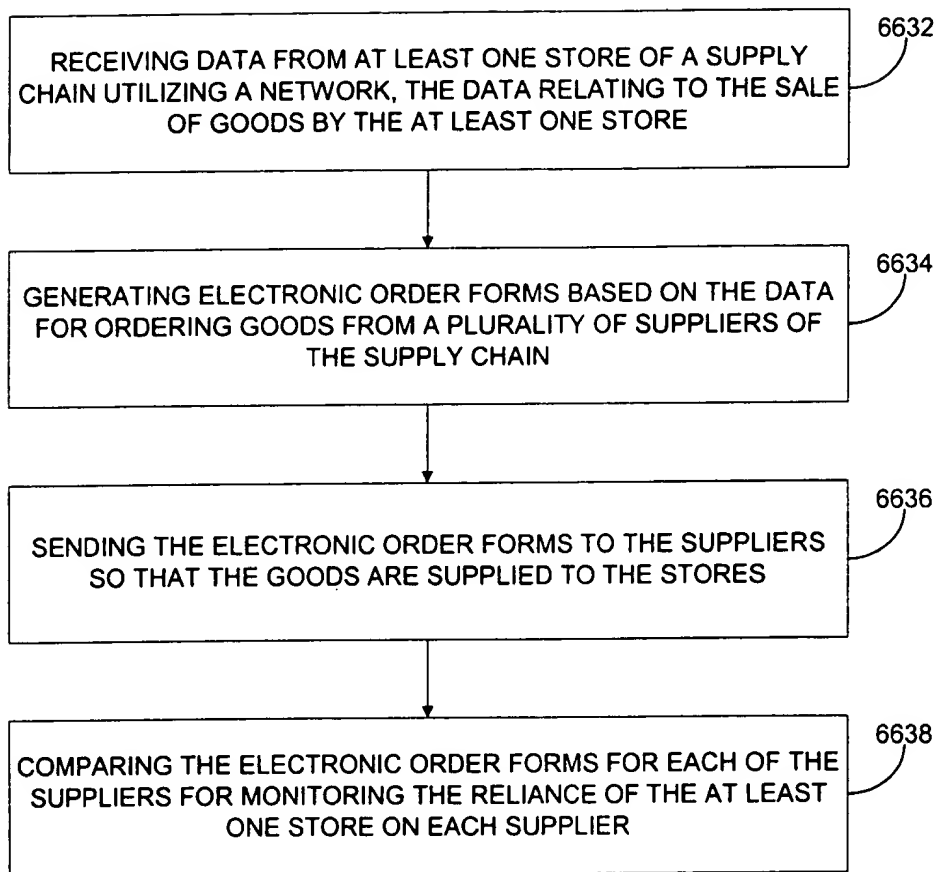 6632
RECEIVING DATA FROM AT LEAST ONE STORE OF A SUPPLY
CHAIN UTILIZING A NETWORK, THE DATA RELATING TO THE SALE
OF GOODS BY THE AT LEAST ONE STORE
6634
GENERATING ELECTRONIC ORDER FORMS BASED ON THE DATA
FOR ORDERING GOODS FROM A PLURALITY OF SUPPLIERS OF
THE SUPPLY CHAIN
6636
SENDING THE ELECTRONIC ORDER FORMS TO THE SUPPLIERS
SO THAT THE GOODS ARE SUPPLIED TO THE STORES
6638
COMPARING THE ELECTRONIC ORDER FORMS FOR EACH OF THE
SUPPLIERS FOR MONITORING THE RELIANCE OF THE AT LEAST
ONE STORE ON EACH SUPPLIER